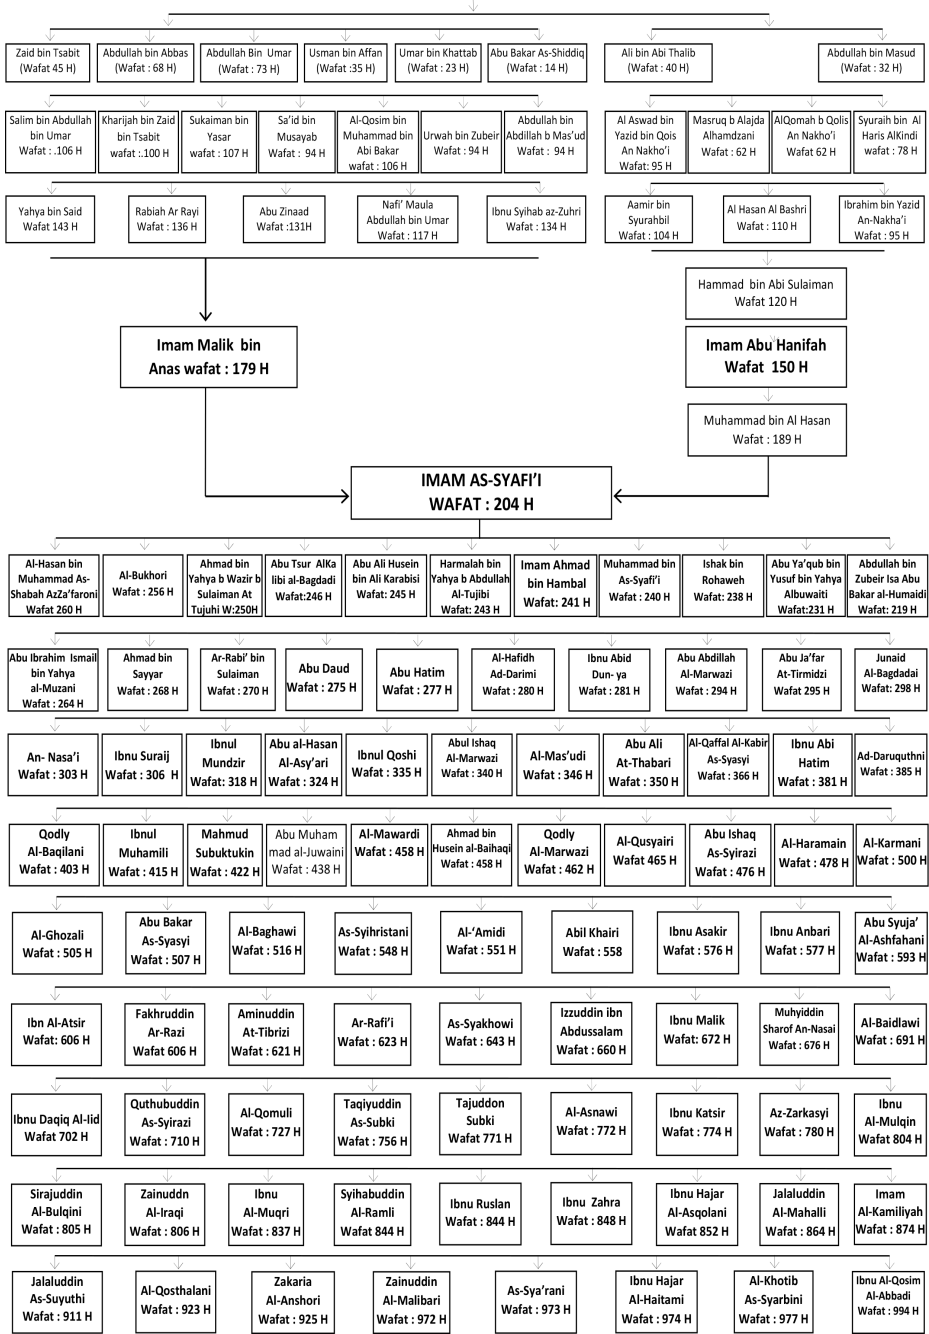 Zaid bin Tsabit
(Wafat 45 H)
Abdullah bin Abbas
(Wafat : 68 H)
Abdullah Bin Umar
(Wafat : 73 H)
Usman bin Affan
(Wafat :35 H)
Umar bin Khattab
(Wafat : 23 H)
Abu Bakar As-Shiddiq
(Wafat : 14 H)
Ali bin Abi Thalib
(Wafat : 40 H)
Abdullah bin Masud
(Wafat : 32 H)
Salim bin Abdullah
bin Umar
Wafat : .106 H
Kharijah bin Zaid
bin Tsabit
wafat :.100 H
Sukaiman bin
Yasar
wafat : 107 H
Sa'id bin
Musayab
Wafat : 94 H
Al-Qosim bin
Muhammad bin
Abi Bakar
wafat : 106 H
Urwah bin Zubeir
Wafat : 94 H
Abdullah bin
Abdillah b Mas'ud
Wafat : 94 H
Al Aswad bin
Yazid bin Qois
An Nakho'i
Wafat: 95 H
Masruq b Alajda
Alhamdzani
Wafat : 62 H
AlQomah b Qolis
An Nakho'i
Wafat 62 H
Syuraih bin Al
Haris AlKindi
wafat : 78 H
Yahya bin Said
Wafat 143 H
Rabiah Ar Rayi
Wafat : 136 H
Abu Zinaad
Wafat :131H
Nafi' Maula
Abdullah bin Umar
Wafat : 117 H
Ibnu Syihab az-Zuhri
Wafat : 134 H
Aamir bin
Syurahbil
Wafat : 104 H
Al Hasan Al Bashri
Wafat : 110 H
Ibrahim bin Yazid
An-Nakha'i
Wafat : 95 H
Hammad bin Abi Sulaiman
Wafat 120 H
Imam Malik bin
Anas wafat : 179 H
Imam Abu Hanifah
Wafat 150 H
Muhammad bin Al Hasan
Wafat : 189 H
IMAM AS-SYAFI'I
WAFAT : 204 H
Al-Hasan bin
Muhammad As-
Shabah AzZa'faroni
Wafat 260 H
Al-Bukhori
Wafat : 256 H
Ahmad bin
Yahya b Wazir b
Sulaiman At
Tujuhi W:250H
Abu Tsur AlKa
libi al-Bagdadi
Wafat:246 H
Abu Ali Husein
bin Ali Karabisi
Wafat : 245 H
Harmalah bin
Yahya b Abdullah
Al-Tujibi
Wafat : 243 H
Imam Ahmad
bin Hambal
Wafat: 241 H
Muhammad bin
As-Syafi'i
Wafat : 240 H
Ishak bin
Rohaweh
Wafat : 238 H
Abu Ya'qub bin
Yusuf bin Yahya
Albuwaiti
Wafat:231 H
Abdullah bin
Zubeir Isa Abu
Bakar al-Humaidi
Wafat: 219 H
Abu Ibrahim Ismail
bin Yahya
al-Muzani
Wafat : 264 H
Ahmad bin
Sayyar
Wafat : 268 H
Ar-Rabi' bin
Sulaiman
Wafat : 270 H
Abu Daud
Wafat : 275 H
Abu Hatim
Wafat : 277 H
Al-Hafidh
Ad-Darimi
Wafat : 280 H
Ibnu Abid
Dun- ya
Wafat : 281 H
Abu Abdillah
Al-Marwazi
Wafat : 294 H
Abu Ja'far
At-Tirmidzi
Wafat 295 H
Junaid
Al-Bagdadai
Wafat: 298 H
An- Nasa'i
Wafat : 303 H
Ibnu Suraij
Wafat : 306 H
Ibnul
Mundzir
Wafat : 318 H
Abu al-Hasan
Al-Asy'ari
Wafat : 324 H
Ibnul Qoshi
Wafat : 335 H
Abul Ishaq
Al-Marwazi
Wafat : 340 H
Al-Mas'udi
Wafat : 346 H
Abu Ali
At-Thabari
Wafat : 350 H
Al-Qaffal Al-Kabir
As-Syasyi
Wafat : 366 H
Ibnu Abi
Hatim
Wafat : 381 H
Ad-Daruquthni
Wafat : 385 H
Qodly
Al-Baqilani
Wafat : 403 H
Ibnul
Muhamili
Wafat : 415 H
Mahmud
Subuktukin
Wafat : 422 H
Abu Muham
mad al-Juwaini
Wafat : 438 H
Al-Mawardi
Wafat : 458 H
Ahmad bin
Husein al-Baihaqi
Wafat : 458 H
Qodly
Al-Marwazi
Wafat : 462 H
Al-Qusyairi
Wafat 465 H
Abu Ishaq
As-Syirazi
Wafat : 476 H
Al-Haramain
Wafat : 478 H
Al-Karmani
Wafat : 500 H
Al-Ghozali
Wafat : 505 H
Abu Bakar
As-Syasyi
Wafat : 507 H
Al-Baghawi
Wafat : 516 H
As-Syihristani
Wafat : 548 H
Al-'Amidi
Wafat : 551 H
Abil Khairi
Wafat : 558
Ibnu Asakir
Wafat : 576 H
Ibnu Anbari
Wafat : 577 H
Abu Syuja'
Al-Ashfahani
Wafat : 593 H
Ibn Al-Atsir
Wafat: 606 H
Fakhruddin
Ar-Razi
Wafat 606 H
Aminuddin
At-Tibrizi
Wafat : 621 H
Ar-Rafi'i
Wafat : 623 H
As-Syakhowi
Wafat : 643 H
Izzuddin ibn
Abdussalam
Wafat : 660 H
Ibnu Malik
Wafat: 672 H
Muhyiddin
Sharof An-Nasai
Wafat : 676 H
Al-Baidlawi
Wafat : 691 H
Ibnu Daqiq Al-Iid
Wafat 702 H
Quthubuddin
As-Syirazi
Wafat : 710 H
Al-Qomuli
Wafat : 727 H
Taqiyuddin
As-Subki
Wafat : 756 H
Tajuddon
Subki
Wafat 771 H
Al-Asnawi
Wafat : 772 H
Ibnu Katsir
Wafat : 774 H
Az-Zarkasyi
Wafat : 780 H
Ibnu
Al-Mulqin
Wafat 804 H
Sirajuddin
Al-Bulqini
Wafat : 805 H
Zainuddn
Al-Iraqi
Wafat : 806 H
Ibnu
Al-Muqri
Wafat : 837 H
Syihabuddin
Al-Ramli
Wafat 844 H
Ibnu Ruslan
Wafat : 844 H
Ibnu Zahra
Wafat : 848 H
Ibnu Hajar
Al-Asqolani
Wafat 852 H
Jalaluddin
Al-Mahalli
Wafat : 864 H
Imam
Al-Kamiliyah
Wafat : 874 H
Jalaluddin
As-Suyuthi
Wafat : 911 H
Al-Qosthalani
Wafat : 923 H
Zakaria
Al-Anshori
Wafat : 925 H
Zainuddin
Al-Malibari
Wafat : 972 H
As-Sya'rani
Wafat : 973 H
Ibnu Hajar
Al-Haitami
Wafat : 974 H
Al-Khotib
As-Syarbini
Wafat : 977 H
Ibnu Al-Qosim
Al-Abbadi
Wafat : 994 H